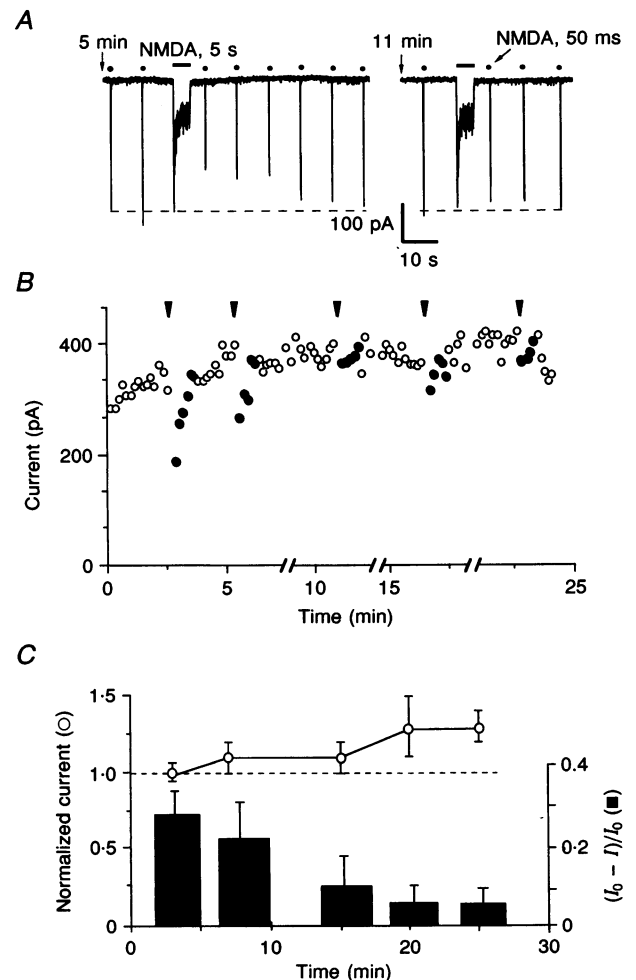 A
5 min
NMDA, 5 s
11 min
NMDA, 50 ms
100 pA
10 s
B
Current (pA)
400
200
0
0
5
10
15
25
Time (min)
C
Normalized current (○)
1·5
1·0
0·5
0
0·4
0·2
0
(I₀ – I)/I₀ (■)
0
10
20
30
Time (min)